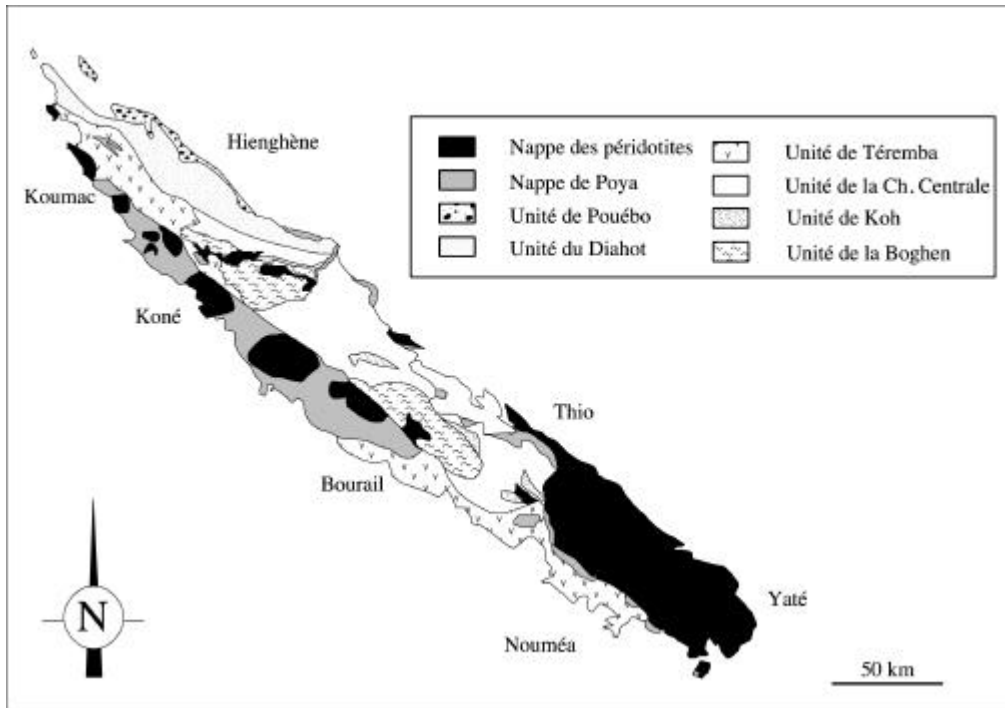 Hienghène
Koumac
Koné
Bourail
Thio
Nouméa
Yaté
Nappe des péridotites
Nappe de Poya
Unité de Pouébo
Unité du Diahot
Unité de Téremba
Unité de la Ch. Centrale
Unité de Koh
Unité de la Boghen
N
50 km